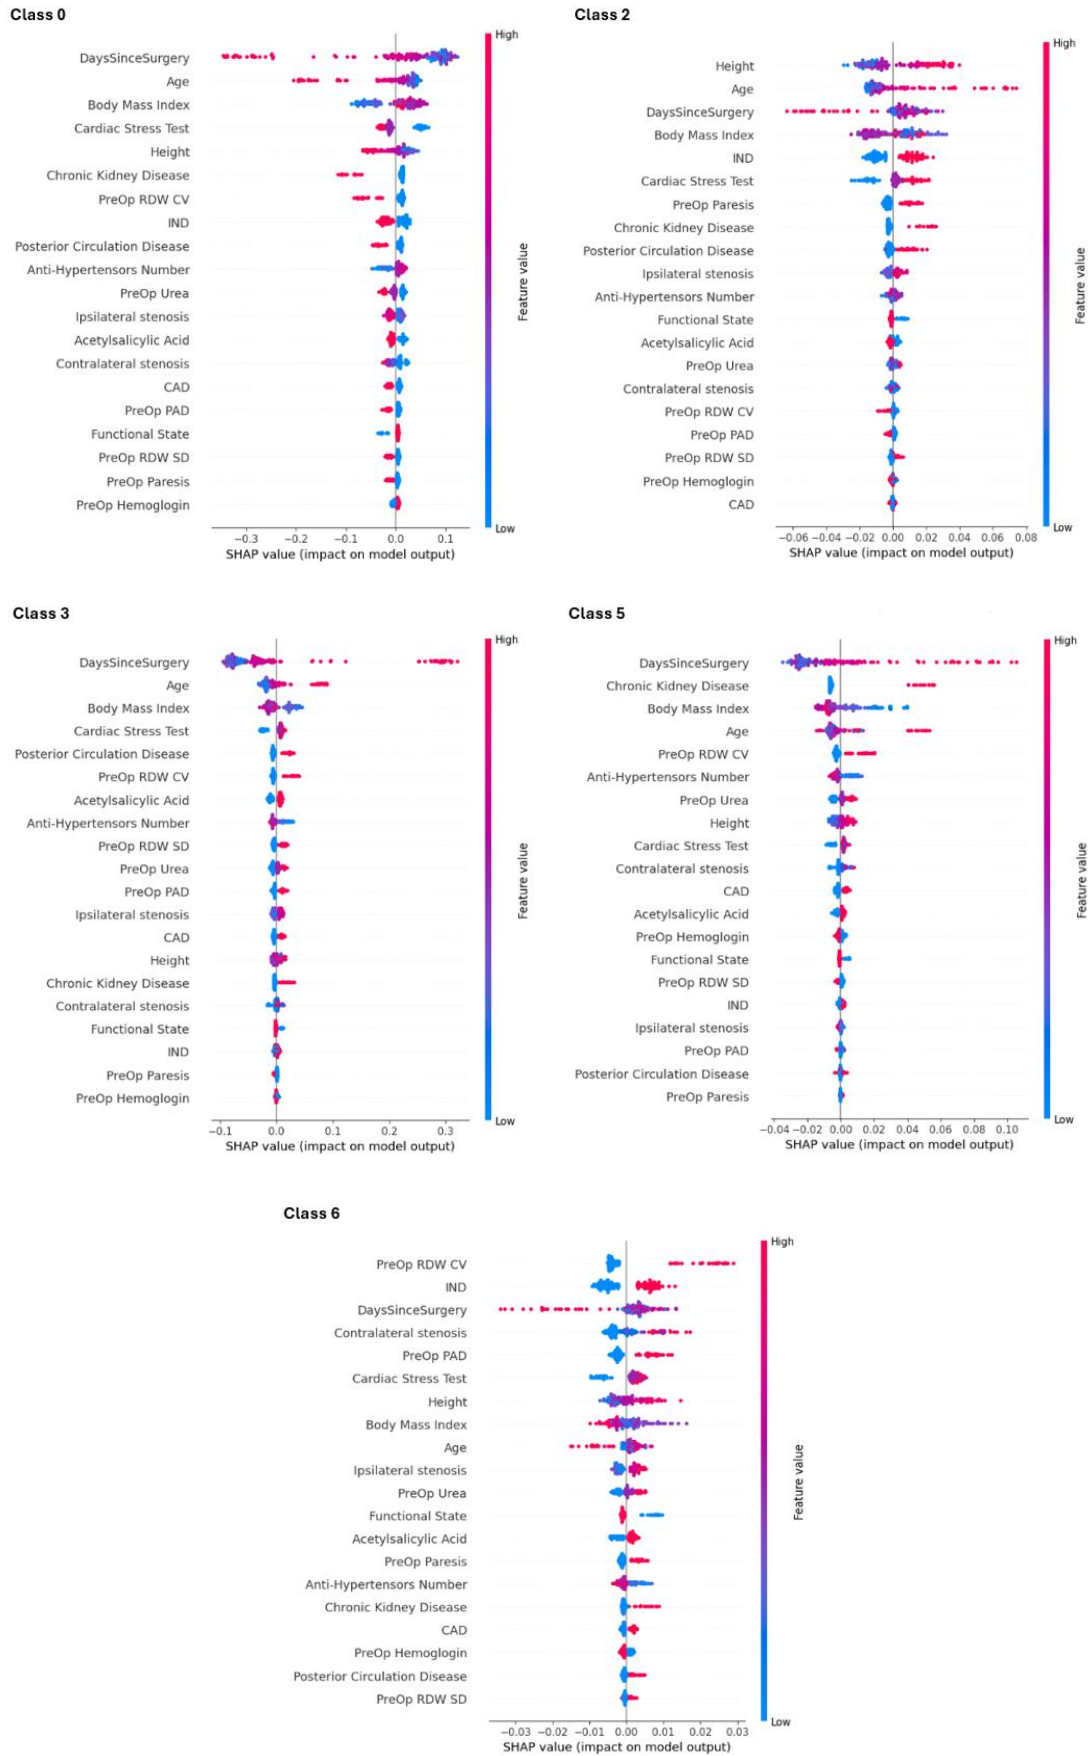 Class 0
High
DaysSinceSurgery
Age
Body Mass Index
Cardiac Stress Test
Height
Chronic Kidney Disease
PreOp RDW CV
IND
Posterior Circulation Disease
Anti-Hypertensors Number
PreOp Urea
Ipsilateral stenosis
Acetylsalicylic Acid
Contralateral stenosis
CAD
PreOp PAD
Functional State
PreOp RDW SD
PreOp Paresis
PreOp Hemoglogin
Feature value
Low
−0.3 −0.2 −0.1 0.0 0.1
SHAP value (impact on model output)
Class 2
High
Height
Age
DaysSinceSurgery
Body Mass Index
IND
Cardiac Stress Test
PreOp Paresis
Chronic Kidney Disease
Posterior Circulation Disease
Ipsilateral stenosis
Anti-Hypertensors Number
Functional State
Acetylsalicylic Acid
PreOp Urea
Contralateral stenosis
PreOp RDW CV
PreOp PAD
PreOp RDW SD
PreOp Hemoglogin
CAD
Feature value
Low
−0.06 −0.04 −0.02 0.00 0.02 0.04 0.06 0.08
SHAP value (impact on model output)
Class 3
High
DaysSinceSurgery
Age
Body Mass Index
Cardiac Stress Test
Posterior Circulation Disease
PreOp RDW CV
Acetylsalicylic Acid
Anti-Hypertensors Number
PreOp RDW SD
PreOp Urea
PreOp PAD
Ipsilateral stenosis
CAD
Height
Chronic Kidney Disease
Contralateral stenosis
Functional State
IND
PreOp Paresis
PreOp Hemoglogin
Feature value
Low
−0.1 0.0 0.1 0.2 0.3
SHAP value (impact on model output)
Class 5
High
DaysSinceSurgery
Chronic Kidney Disease
Body Mass Index
Age
PreOp RDW CV
Anti-Hypertensors Number
PreOp Urea
Height
Cardiac Stress Test
Contralateral stenosis
CAD
Acetylsalicylic Acid
PreOp Hemoglogin
Functional State
PreOp RDW SD
IND
Ipsilateral stenosis
PreOp PAD
Posterior Circulation Disease
PreOp Paresis
Feature value
Low
−0.04 −0.02 0.00 0.02 0.04 0.06 0.08 0.10
SHAP value (impact on model output)
Class 6
High
PreOp RDW CV
IND
DaysSinceSurgery
Contralateral stenosis
PreOp PAD
Cardiac Stress Test
Height
Body Mass Index
Age
Ipsilateral stenosis
PreOp Urea
Functional State
Acetylsalicylic Acid
PreOp Paresis
Anti-Hypertensors Number
Chronic Kidney Disease
CAD
PreOp Hemoglogin
Posterior Circulation Disease
PreOp RDW SD
Feature value
Low
−0.03 −0.02 −0.01 0.00 0.01 0.02 0.03
SHAP value (impact on model output)